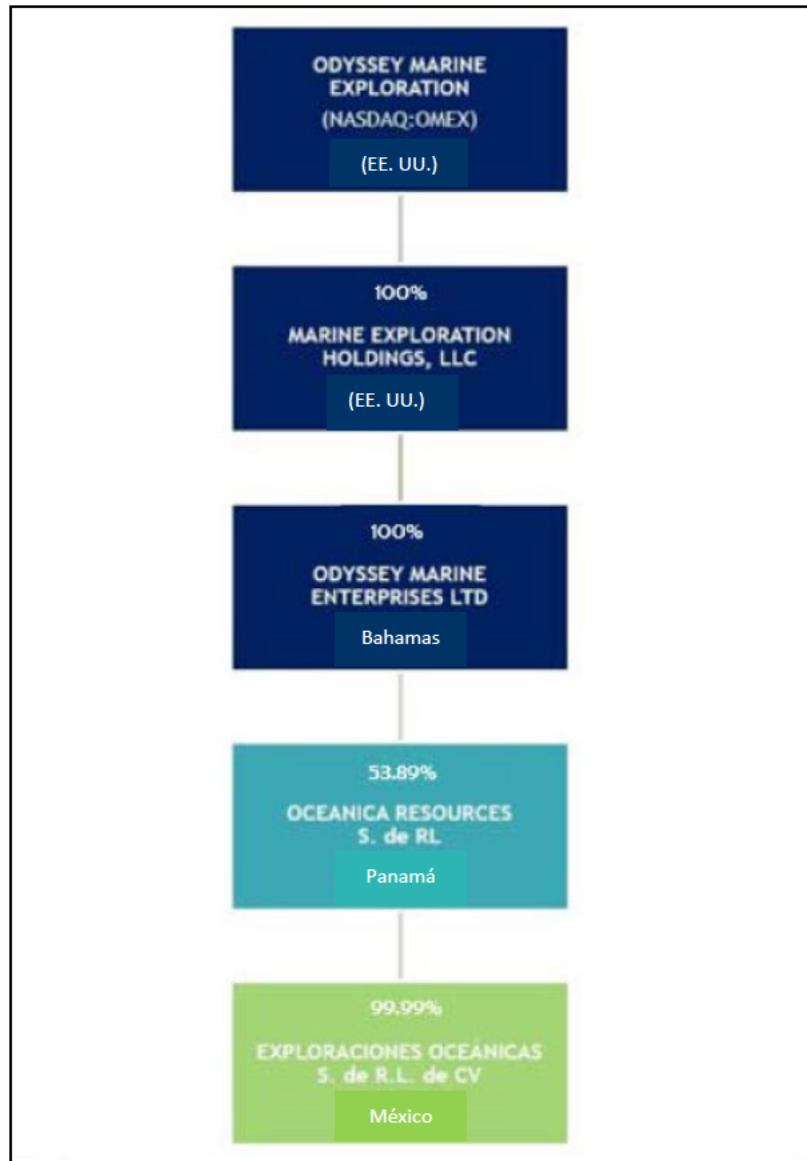 ODYSSEY MARINE
EXPLORATION
(NASDAQ:OMEX)
(EE. UU.)
100%
MARINE EXPLORATION
HOLDINGS, LLC
(EE. UU.)
100%
ODYSSEY MARINE
ENTERPRISES LTD
Bahamas
53.89%
OCEANICA RESOURCES
S. de RL
Panamá
99.99%
EXPLORACIONES OCEÁNICAS
S. de R.L. de CV
México